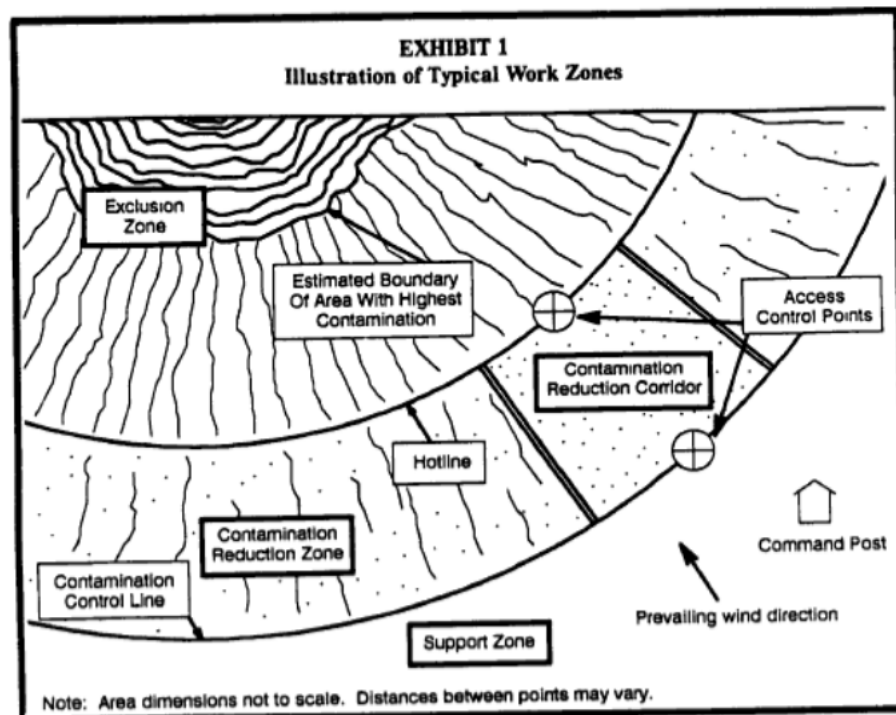 EXHIBIT 1
Illustration of Typical Work Zones
Exclusion
Zone
Estimated Boundary
Of Area With Highest
Contamination
Access
Control Points
Contamination
Reduction Corridor
Hotline
Contamination
Reduction Zone
Command Post
Contamination
Control Line
Prevailing wind direction
Support Zone
Note: Area dimensions not to scale. Distances between points may vary.